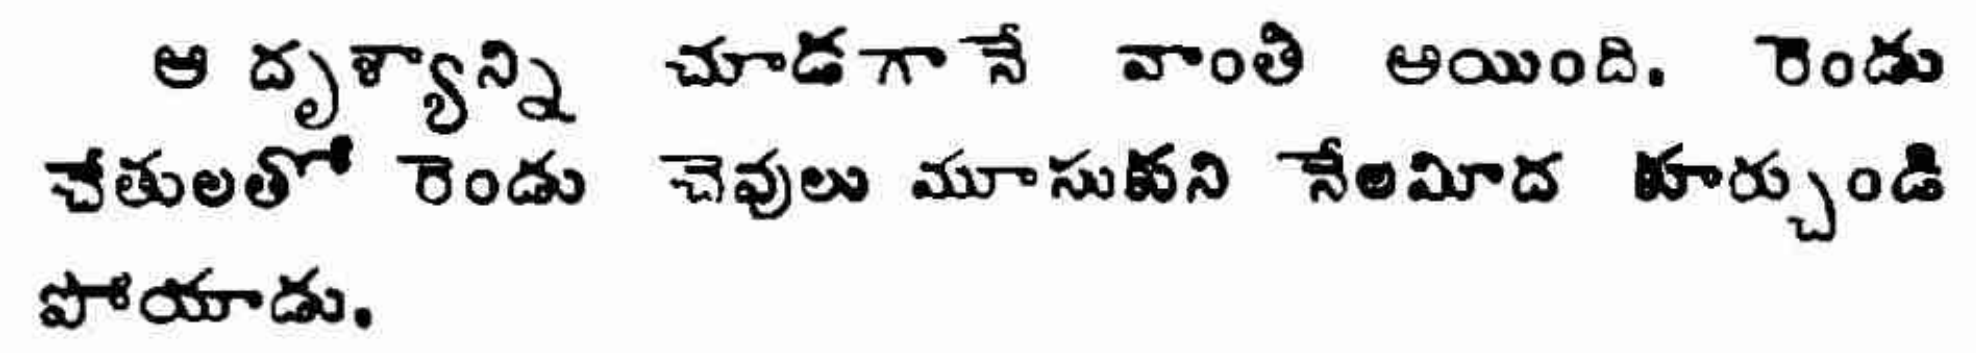 ఆ దృశ్యాన్ని చూడగానే వాంతి అయింది. రెండు
చేతులతో రెండు చెవులు మూసుకుని నేలమీద కూర్చుండి
పోయాడు.